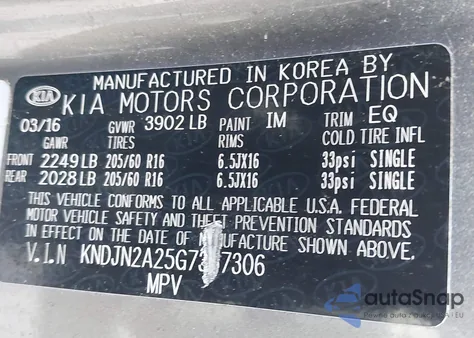 MANUFACTURED IN KOREA BY
KIA KIA MOTORS CORPORATION
03/16 GVWR 3902 LB PAINT IM TRIM EQ
GAWR TIRES RIMS COLD TIRE INFL
FRONT 2249 LB 205/60 R16 6.5JX16 33psi SINGLE
REAR 2028 LB 205/60 R16 6.5JX16 33psi SINGLE
THIS VEHICLE CONFORMS TO ALL APPLICABLE U.S.A. FEDERAL
MOTOR VEHICLE SAFETY AND THEFT PREVENTION STANDARDS
IN EFFECT ON THE DATE OF MANUFACTURE SHOWN ABOVE.
V.I.N
MPV
autoSnap